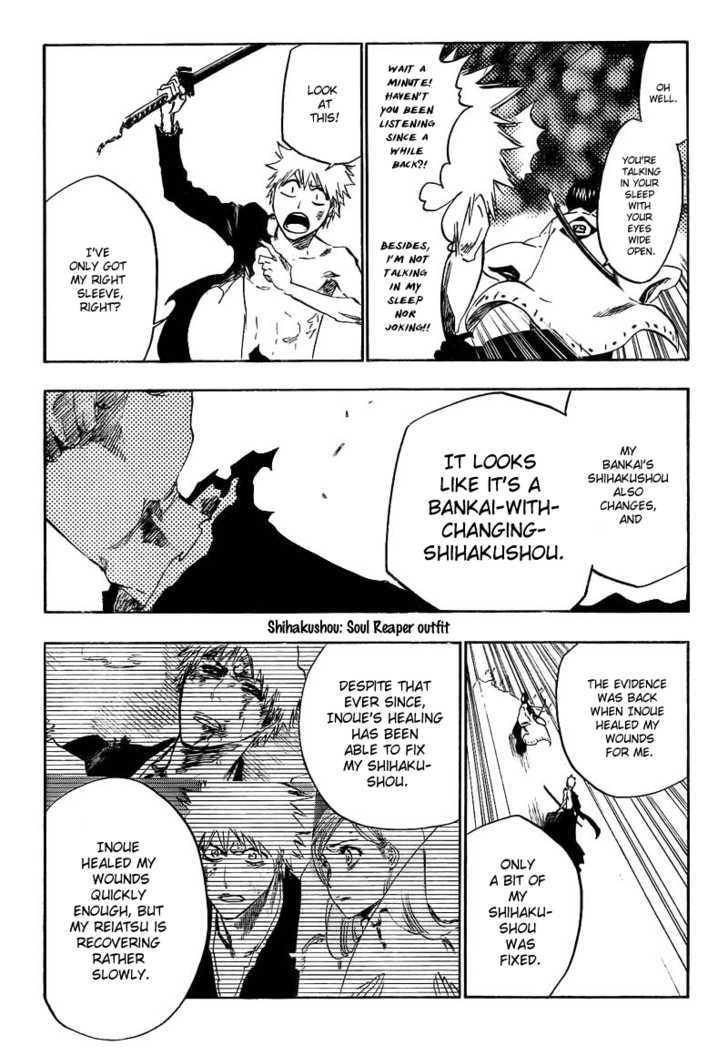 OH
WELL.
YOU'RE
TALKING
IN YOUR
SLEEP
WITH
YOUR
EYES
WIDE
OPEN.
WAIT A
MINUTE!
HAVEN'T
YOU BEEN
LISTENING
SINCE A
WHILE
BACK?!
BESIDES,
I'M NOT
TALKING
IN MY
SLEEP
NOR
JOKING!!
LOOK
AT
THIS!
I'VE
ONLY GOT
MY RIGHT
SLEEVE,
RIGHT?
MY
BANKAI'S
SHIHAKUSHOU
ALSO
CHANGES,
AND
IT LOOKS
LIKE IT'S A
BANKAI-WITH-
CHANGING-
SHIHAKUSHOU.
Shihakushou: Soul Reaper outfit
THE EVIDENCE
WAS BACK
WHEN INOUE
HEALED MY
WOUNDS
FOR ME.
ONLY
A BIT OF
MY
SHIHAKU-
SHOU
WAS
FIXED.
DESPITE THAT
EVER SINCE,
INOUE'S HEALING
HAS BEEN
ABLE TO FIX
MY SHIHAKU-
SHOU.
INOUE
HEALED MY
WOUNDS
QUICKLY
ENOUGH, BUT
MY REIATSU IS
RECOVERING
RATHER
SLOWLY.